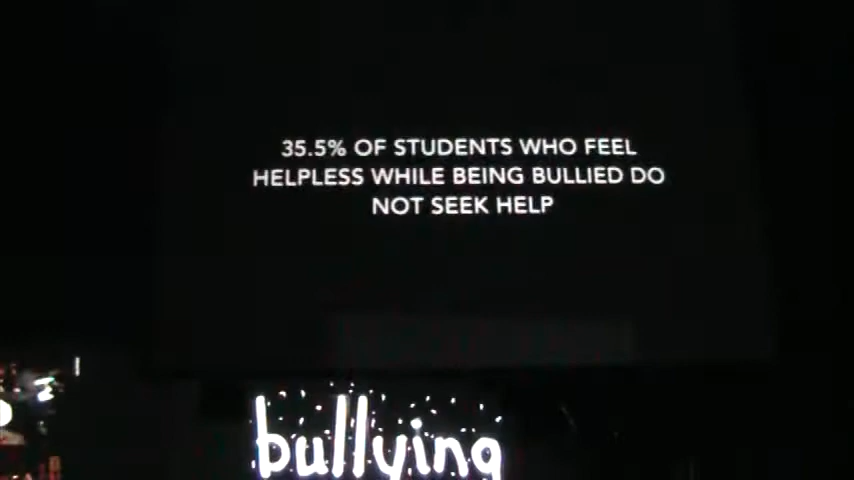 35.5% OF STUDENTS WHO FEEL
HELPLESS WHILE BEING BULLIED DO
NOT SEEK HELP
bullying